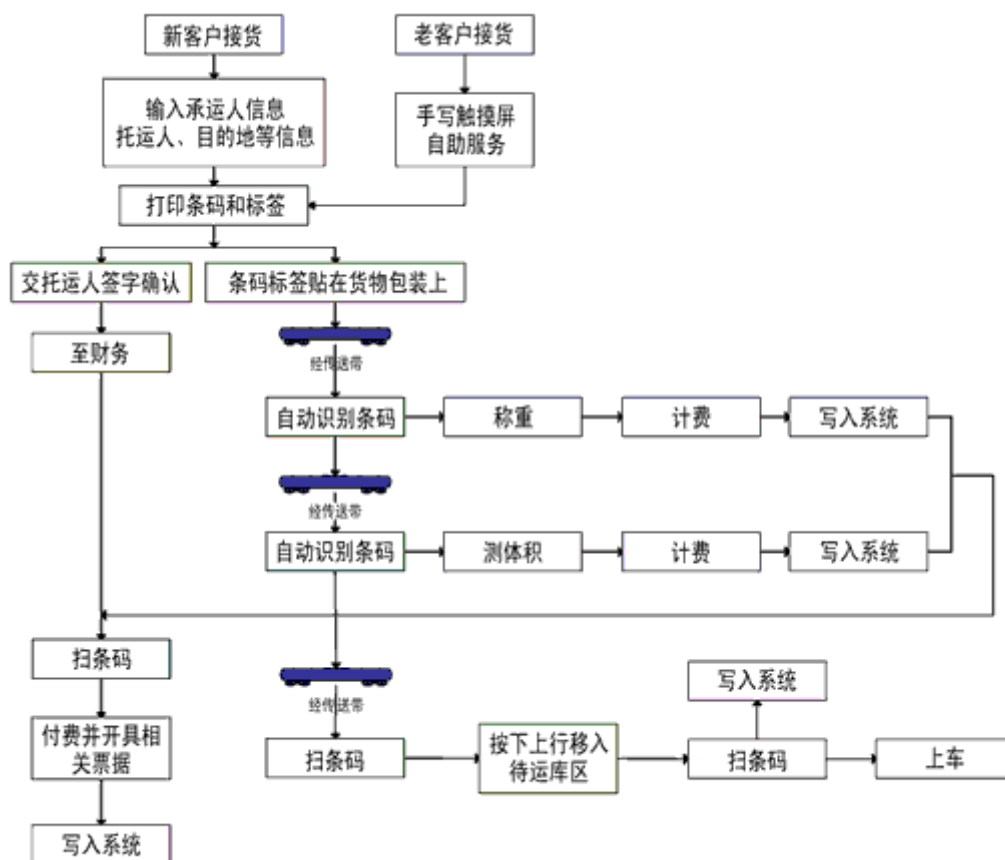 新客户接货
老客户接货
输入承运人信息
托运人、目的地等信息
手写触摸屏
自助服务
打印条码和标签
交托运人签字确认
条码标签贴在货物包装上
至财务
经传送带
自动识别条码
称重
计费
写入系统
经传送带
自动识别条码
测体积
计费
写入系统
扫条码
经传送带
写入系统
付费并开具相
关票据
扫条码
按下上行移入
待运库区
扫条码
上车
写入系统